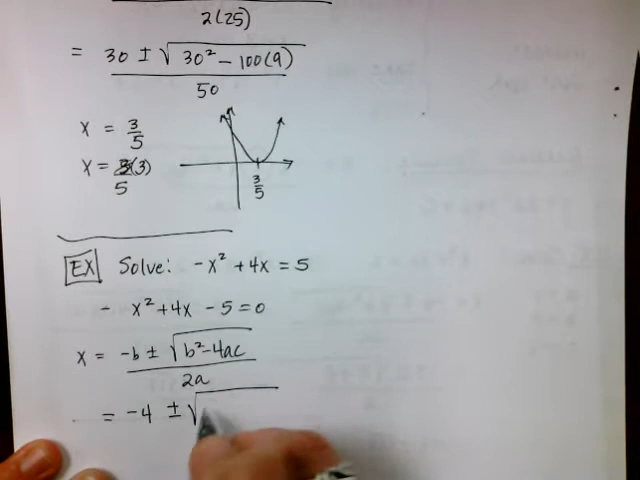 2(25)
= 30 ± √30² - 100(9)
50
x = 3/5
x = (3)
5
3/5
EX Solve: -x² + 4x = 5
- x² + 4x - 5 = 0
x = -b ± √b² - 4ac
2a
= -4 ± √